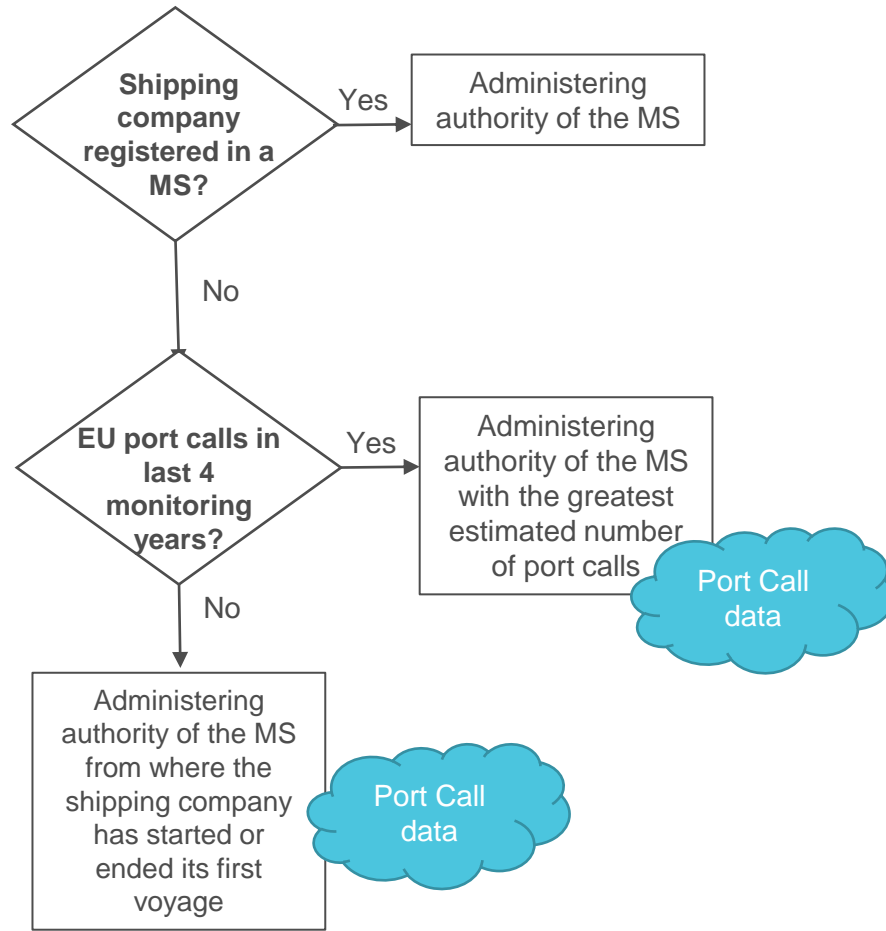 Shipping
company
registered in a
MS?
Yes
Administering
authority of the MS
No
EU port calls in
last 4
monitoring
years?
Yes
Administering
authority of the MS
with the greatest
estimated number
of port calls
Port Call
data
No
Administering
authority of the MS
from where the
shipping company
has started or
ended its first
voyage
Port Call
data